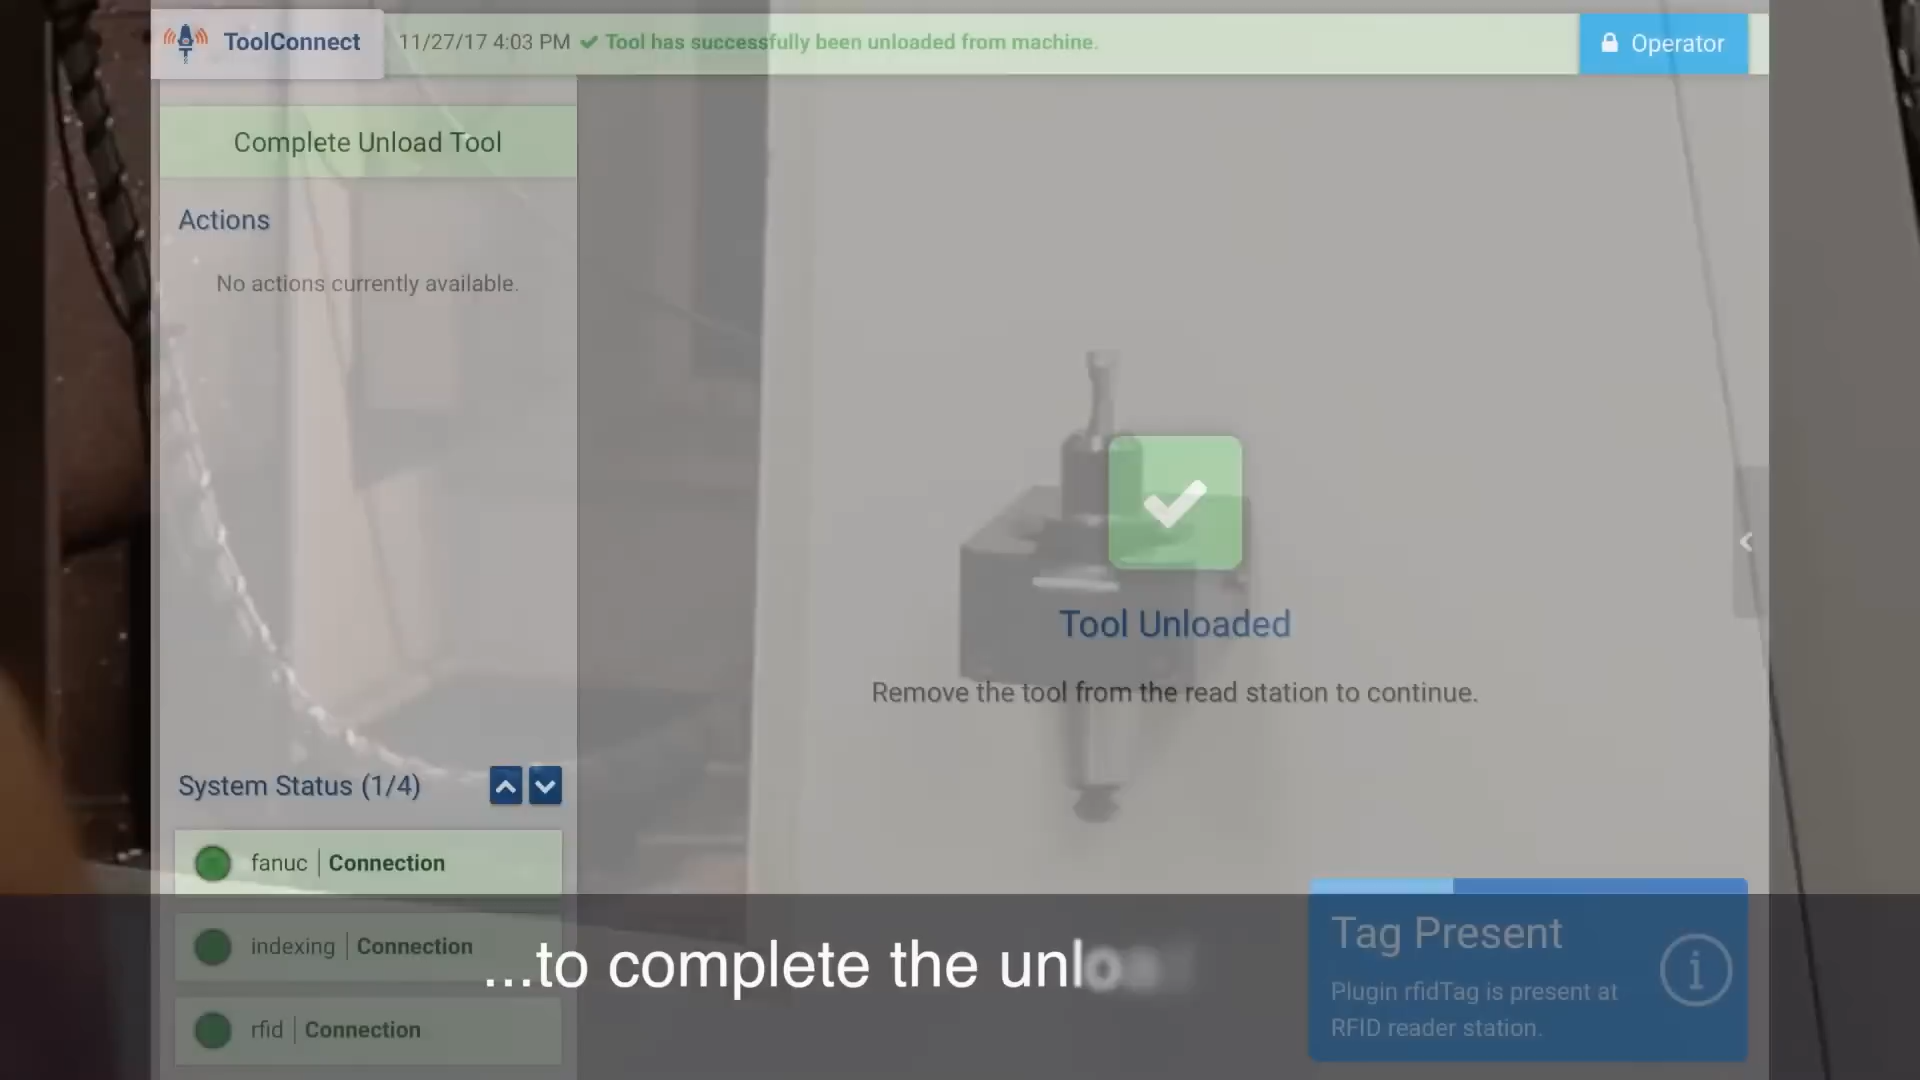 ToolConnect
11/27/17 4:03 PM ✔ Tool has successfully been unloaded from machine.
Operator
Complete Unload Tool
Actions
No actions currently available.
Tool Unloaded
Remove the tool from the read station to continue.
System Status (1/4)
fanuc | Connection
indexing | Connection
rfid | Connection
Tag Present
Plugin rfidTag is present at
RFID reader station.
...to complete the